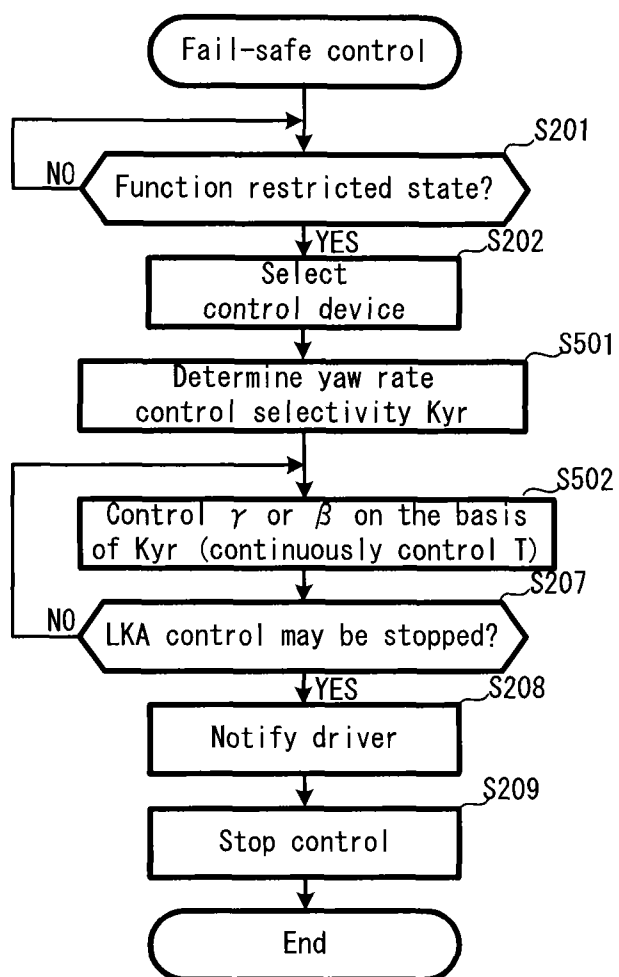 Fail-safe control
S201
NO
Function restricted state?
YES
S202
Select
control device
S501
Determine yaw rate
control selectivity Kyr
S502
Control γ or β on the basis
of Kyr (continuously control T)
S207
NO
LKA control may be stopped?
YES
S208
Notify driver
S209
Stop control
End